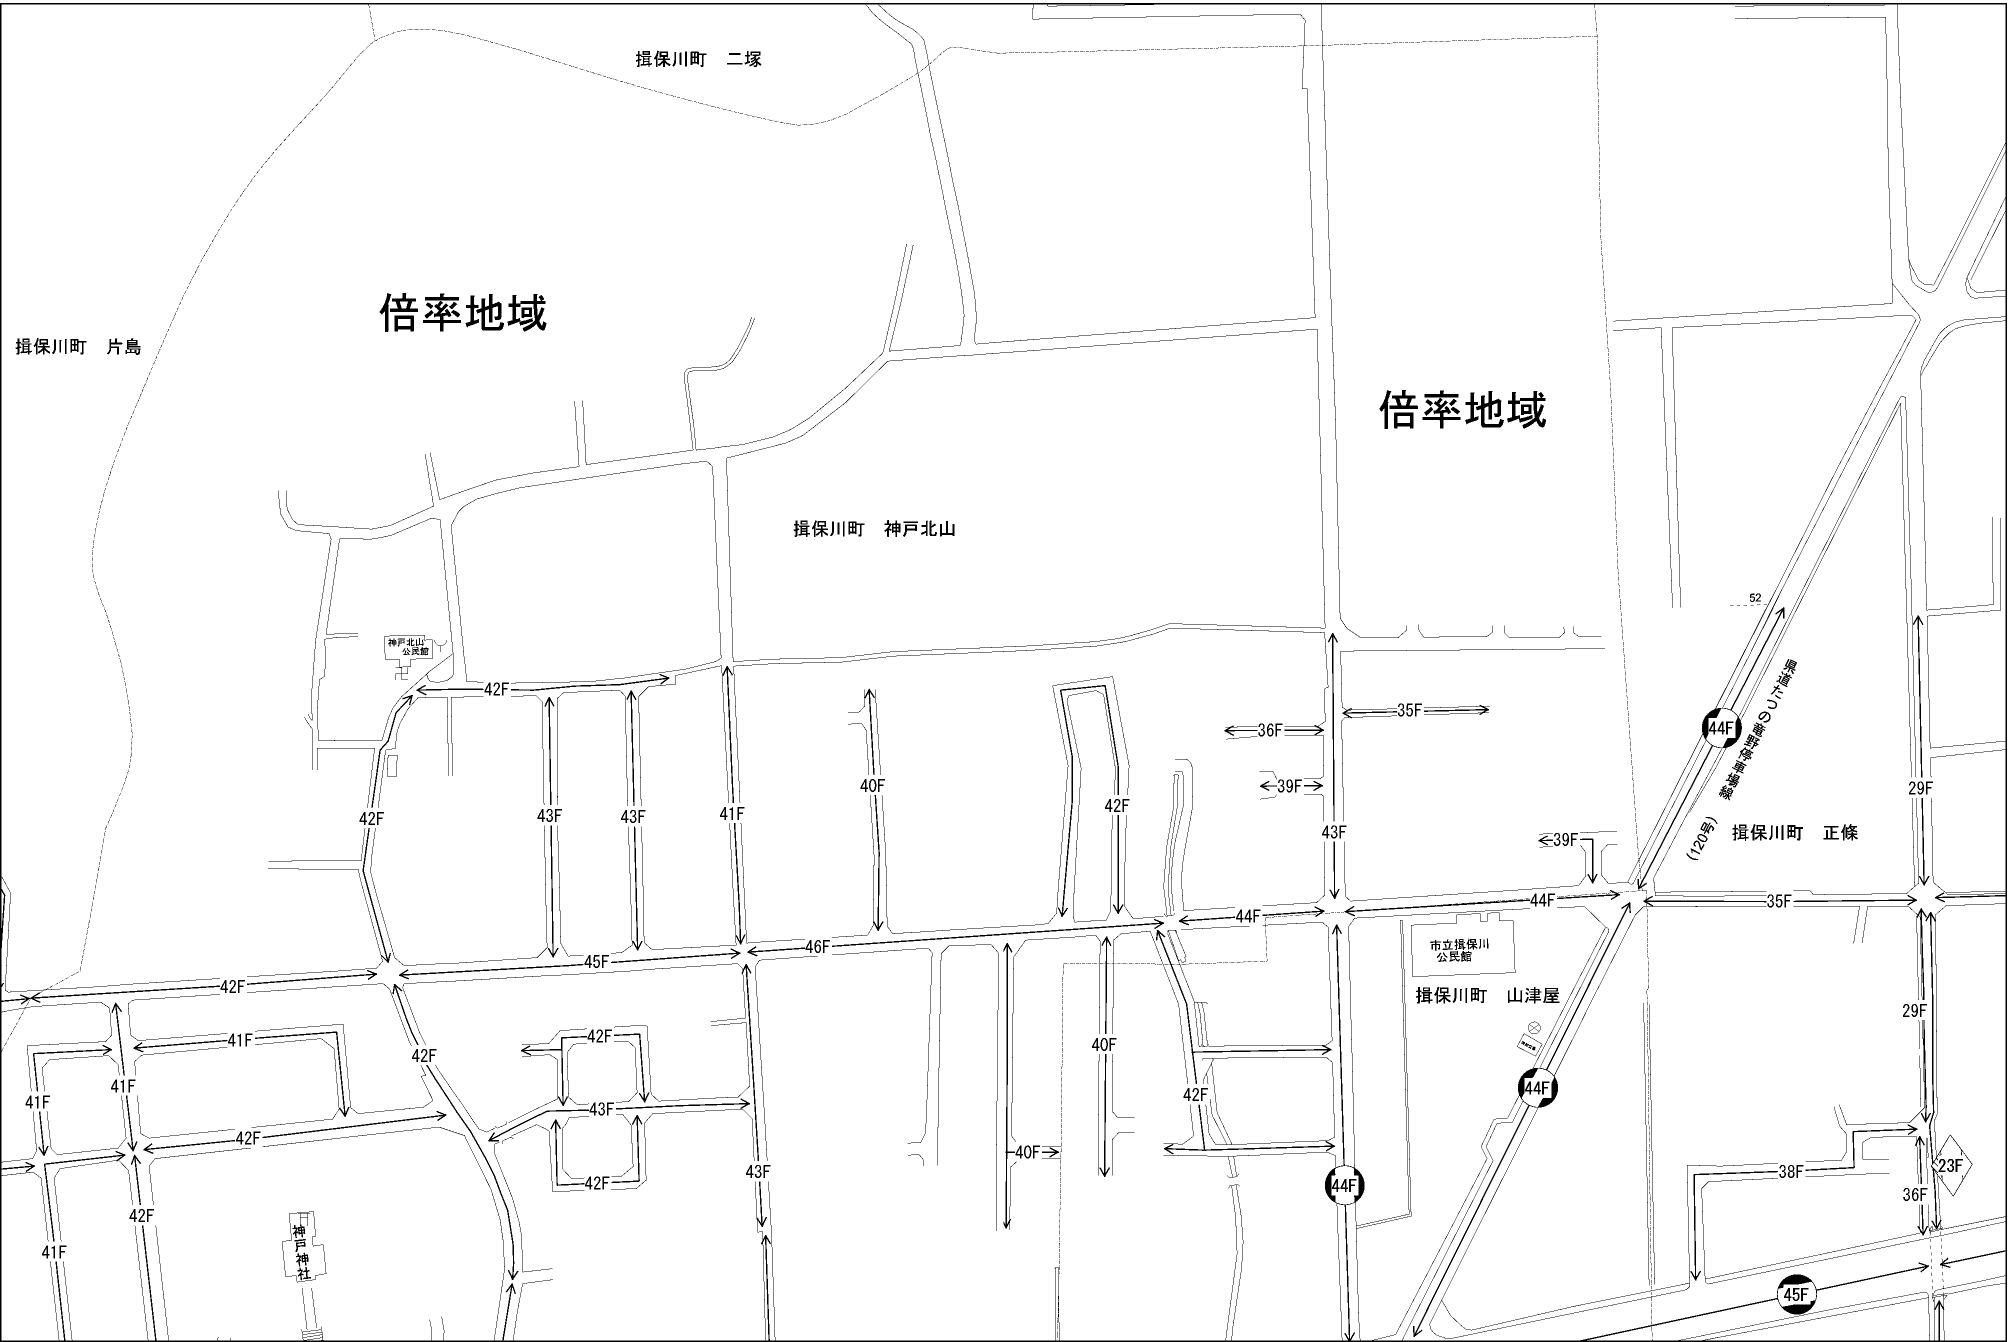 揖保川町　二塚
倍率地域
揖保川町　片島
倍率地域
揖保川町　神戸北山
52
神戸北山
公民館
県道たつの竜野停車場線
(120号)
42F
35F
44F
36F
40F
39F
29F
42F
43F
43F
41F
42F
43F
39F
揖保川町　正條
44F
44F
35F
46F
市立揖保川
公民館
45F
42F
揖保川町　山津屋
29F
41F
42F
40F
42F
41F
44F
41F
42F
43F
42F
40F
43F
38F
23F
42F
44F
36F
42F
41F
神戸神社
45F